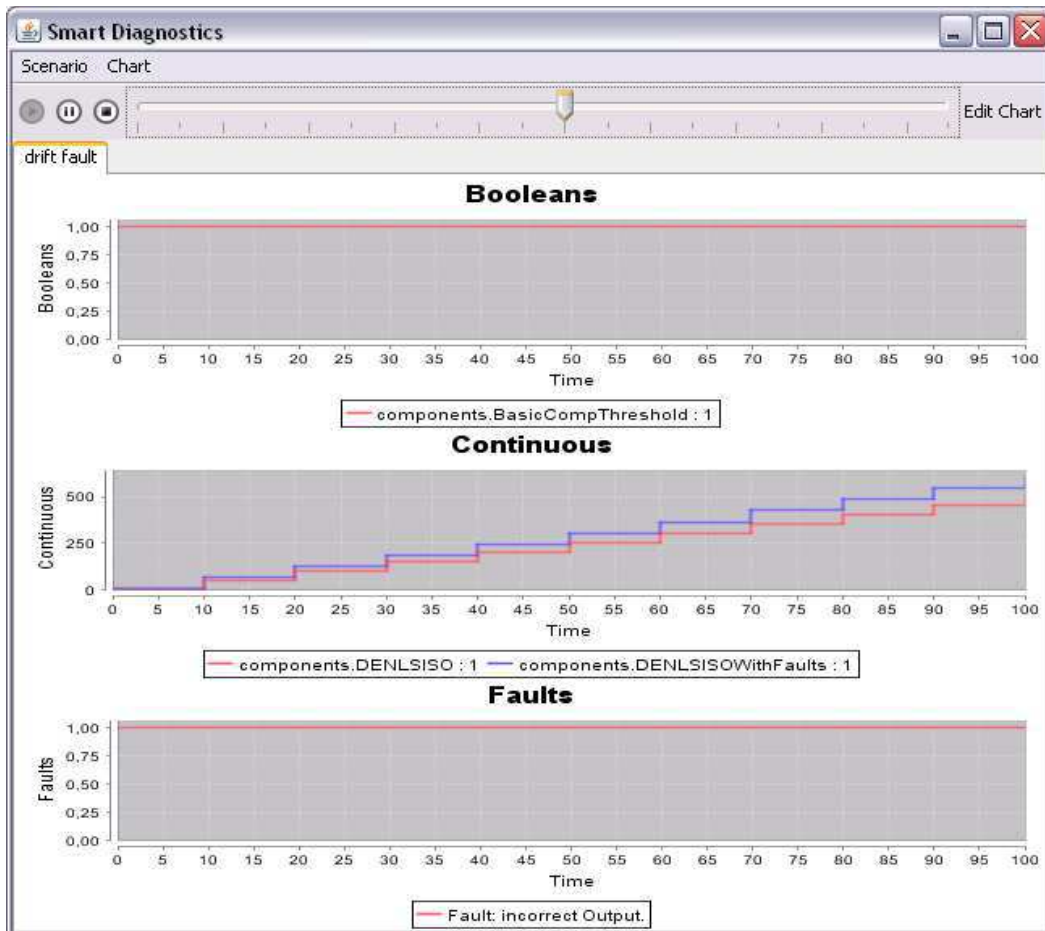 Smart Diagnostics
Scenario Chart
Edit Chart
drift fault
Booleans
Booleans
1,00
0,75
0,50
0,25
0,00
0 5 10 15 20 25 30 35 40 45 50 55 60 65 70 75 80 85 90 95 100
Time
components.BasicCompThreshold : 1
Continuous
Continuous
500
250
0
0 5 10 15 20 25 30 35 40 45 50 55 60 65 70 75 80 85 90 95 100
Time
components.DENLSISO : 1 components.DENLSISOWithFaults : 1
Faults
Faults
1,00
0,75
0,50
0,25
0,00
0 5 10 15 20 25 30 35 40 45 50 55 60 65 70 75 80 85 90 95 100
Time
Fault: incorrect Output.